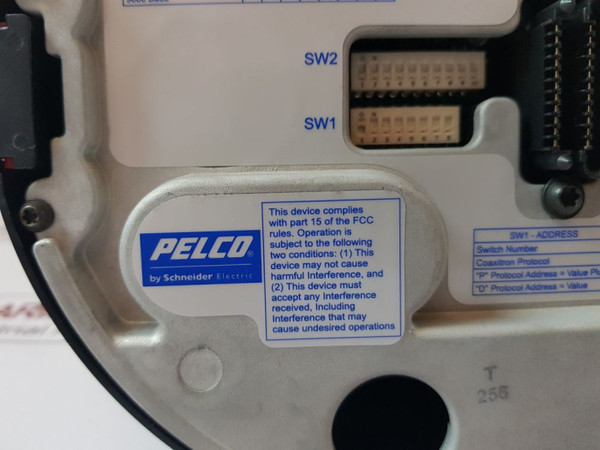 SW2
SW1
PELCO
by Schneider Electric
This device complies
with part 15 of the FCC
rules. Operation is
subject to the following
two conditions: (1) This
device may not cause
harmful Interference, and
(2) This device must
accept any Interference
received, Including
Interference that may
cause undesired operations
SW1 - ADDRESS
Switch Number
Coaxitron Protocol
"P" Protocol Address = Value Plu
"D" Protocol Address = Value
T
256